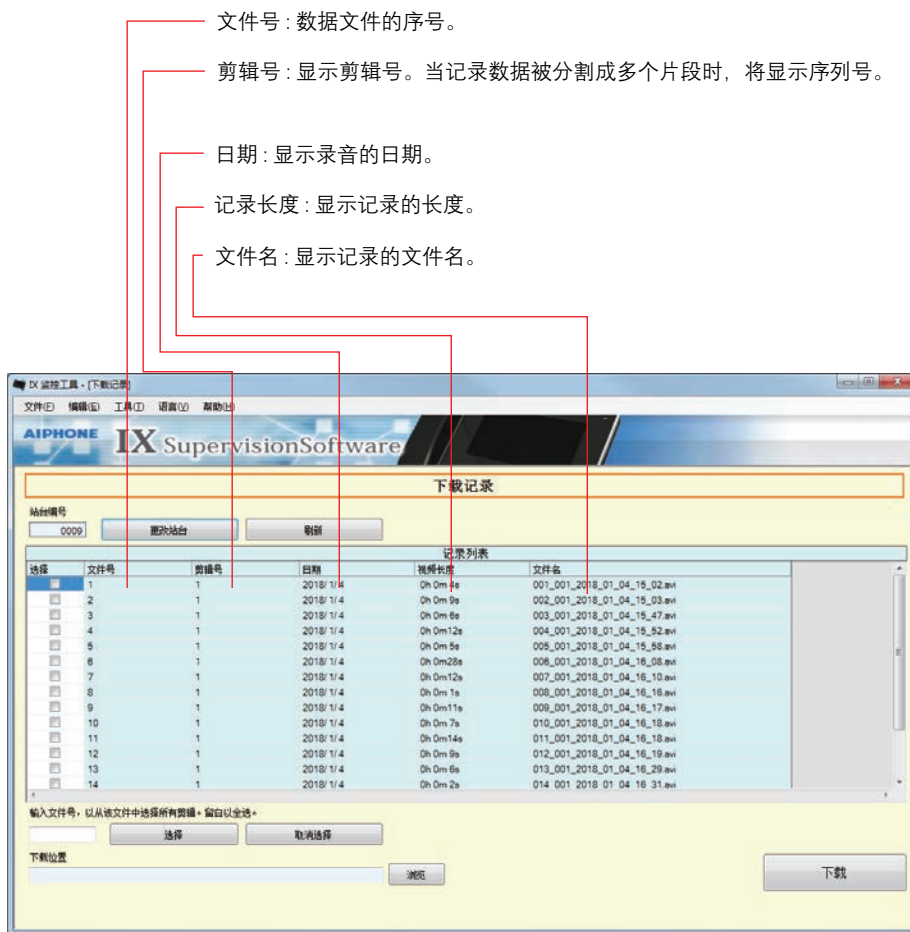 文件号 : 数据文件的序号。
剪辑号 : 显示剪辑号。当记录数据被分割成多个片段时，将显示序列号。
日期 : 显示录音的日期。
记录长度 : 显示记录的长度。
文件名 : 显示记录的文件名。
IX 监控工具 - [下载记录]
文件(F) 编辑(E) 工具(T) 语言(V) 帮助(H)
AIPHONE IX SupervisionSoftware
下载记录
站台编号
0009 更改站台 刷新
记录列表
选择 文件号 剪辑号 日期 视频长度 文件名
1 1 2018/ 1/ 4 0h 0m 4s 001_001_2018_01_04_15_02.avi
2 1 2018/ 1/ 4 0h 0m 9s 002_001_2018_01_04_15_03.avi
3 1 2018/ 1/ 4 0h 0m 6s 003_001_2018_01_04_15_47.avi
4 1 2018/ 1/ 4 0h 0m12s 004_001_2018_01_04_15_52.avi
5 1 2018/ 1/ 4 0h 0m 5s 005_001_2018_01_04_15_58.avi
6 1 2018/ 1/ 4 0h 0m28s 006_001_2018_01_04_16_08.avi
7 1 2018/ 1/ 4 0h 0m12s 007_001_2018_01_04_16_10.avi
8 1 2018/ 1/ 4 0h 0m 1s 008_001_2018_01_04_16_16.avi
9 1 2018/ 1/ 4 0h 0m11s 009_001_2018_01_04_16_17.avi
10 1 2018/ 1/ 4 0h 0m 7s 010_001_2018_01_04_16_18.avi
11 1 2018/ 1/ 4 0h 0m14s 011_001_2018_01_04_16_18.avi
12 1 2018/ 1/ 4 0h 0m 9s 012_001_2018_01_04_16_19.avi
13 1 2018/ 1/ 4 0h 0m 6s 013_001_2018_01_04_16_29.avi
14 1 2018/ 1/ 4 0h 0m 2s 014_001_2018_01_04_16_31.avi
输入文件号，以从该文件中选择所有剪辑。留白以全选。
选择 取消选择
下载位置
浏览 下载